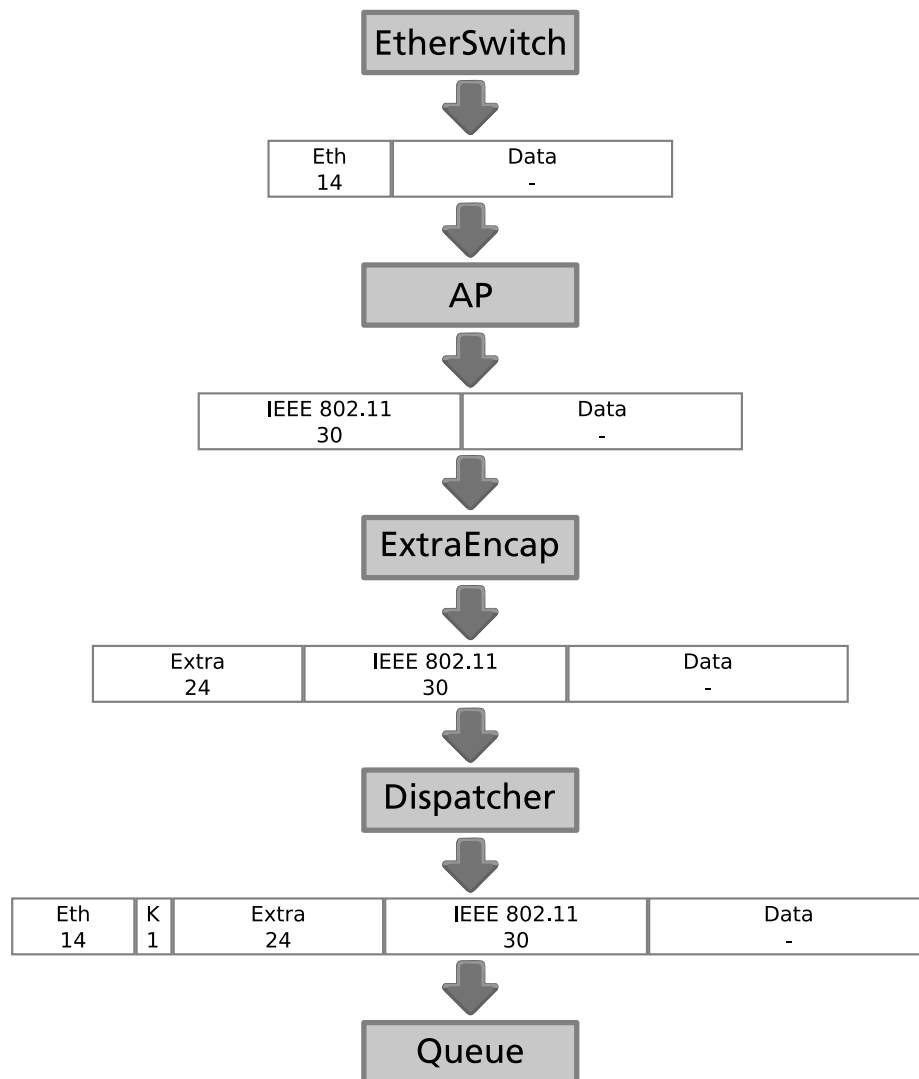 EtherSwitch
Eth Data
14 -
AP
IEEE 802.11 Data
30 -
ExtraEncap
Extra IEEE 802.11 Data
24 30 -
Dispatcher
Eth K Extra IEEE 802.11 Data
14 1 24 30 -
Queue